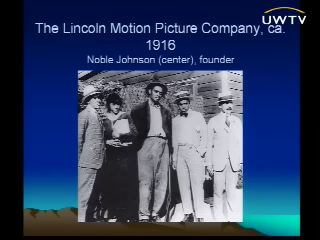 UWTV
The Lincoln Motion Picture Company, ca.
1916
Noble Johnson (center), founder